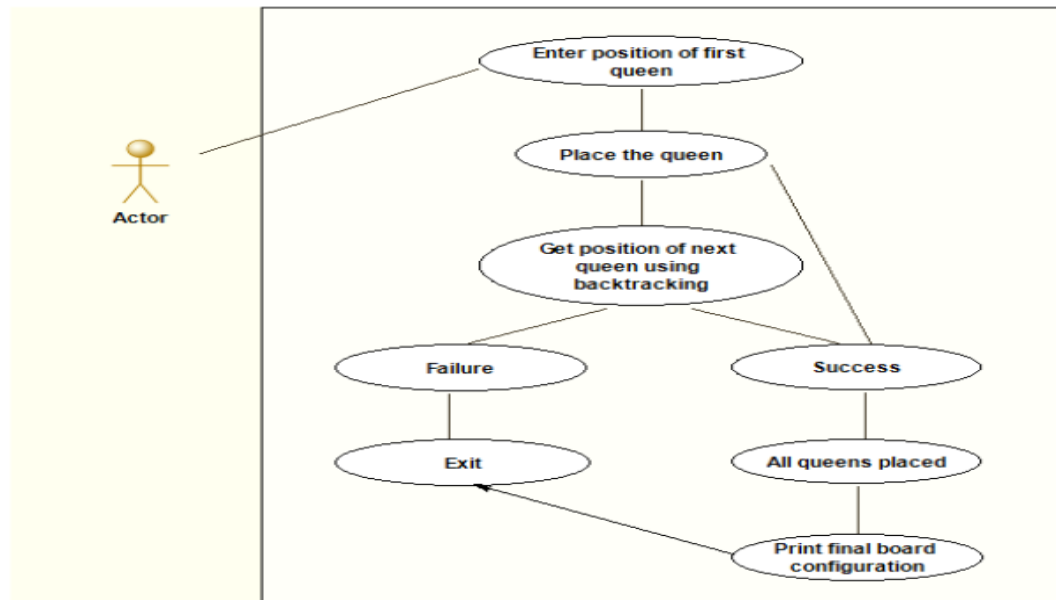 Enter position of first
queen
Place the queen
Actor
Get position of next
queen using
backtracking
Failure
Success
Exit
All queens placed
Print final board
configuration